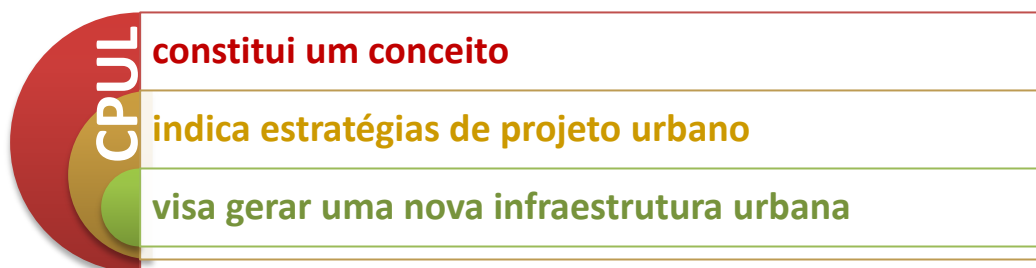 CPUL
constitui um conceito
indica estratégias de projeto urbano
visa gerar uma nova infraestrutura urbana